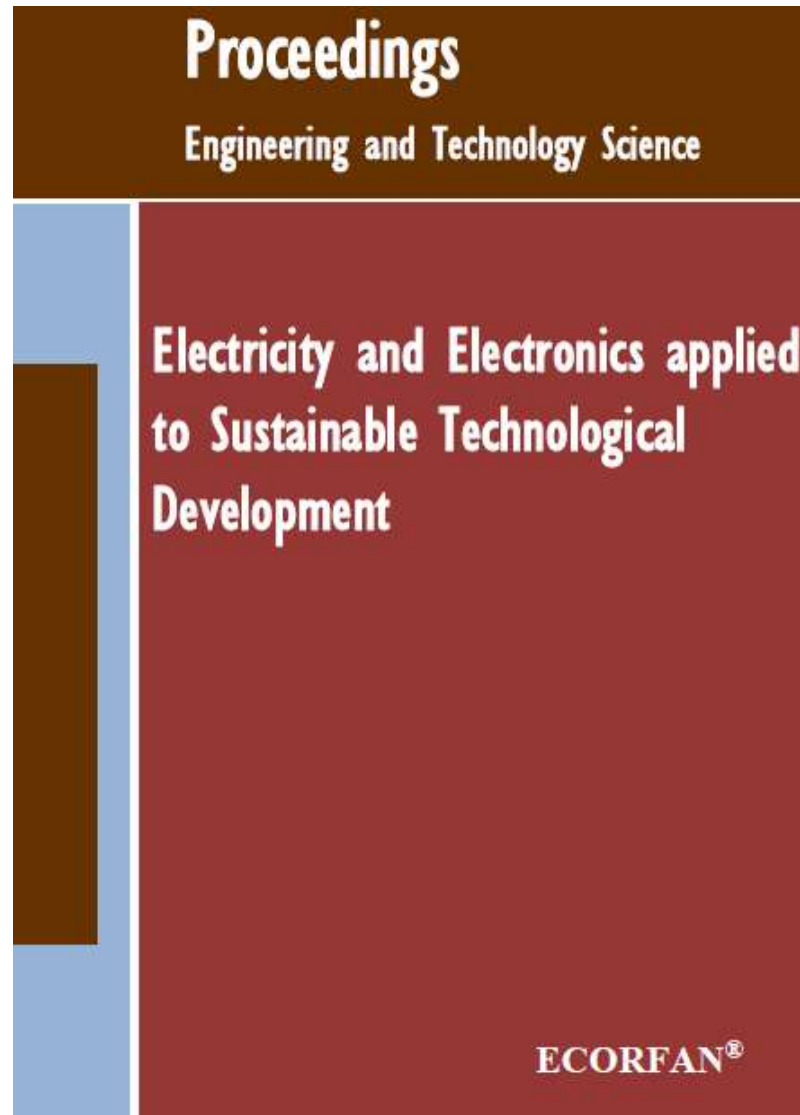 Proceedings
Engineering and Technology Science
Electricity and Electronics applied
to Sustainable Technological
Development
ECORFAN®